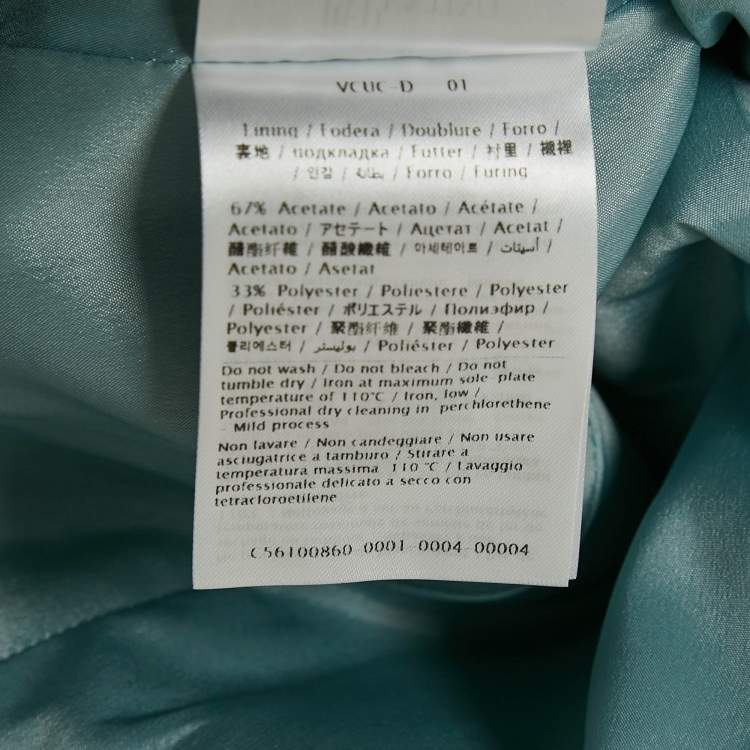 VCUC-D 01
Lining / Fodera / Doublure / Forro /
裏地 / подкладка / Futter / 衬里 / 襯裡
/ 안감 / بطانة / Forro / Furing
67% Acetate / Acetato / Acétate /
Acetato / アセテート / Ацетат / Acetat /
醋酯纤维 / 醋酸纖維 / 아세테이트 / أسيتات /
Acetato / Asetat
33% Polyester / Poliestere / Polyester
/ Poliéster / ポリエステル / Полиэфир /
Polyester / 聚酯纤维 / 聚酯纖維 /
폴리에스터 / بوليستر / Poliéster / Polyester
Do not wash / Do not bleach / Do not
tumble dry / Iron at maximum sole-plate
temperature of 110°C / Iron, low /
Professional dry cleaning in perchlorethene
- Mild process
Non lavare / Non candeggiare / Non usare
asciugatrice a tamburo / Stirare a
temperatura massima 110 °C / Lavaggio
professionale delicato a secco con
tetracloroetilene
C56100860 0001 0004 00004